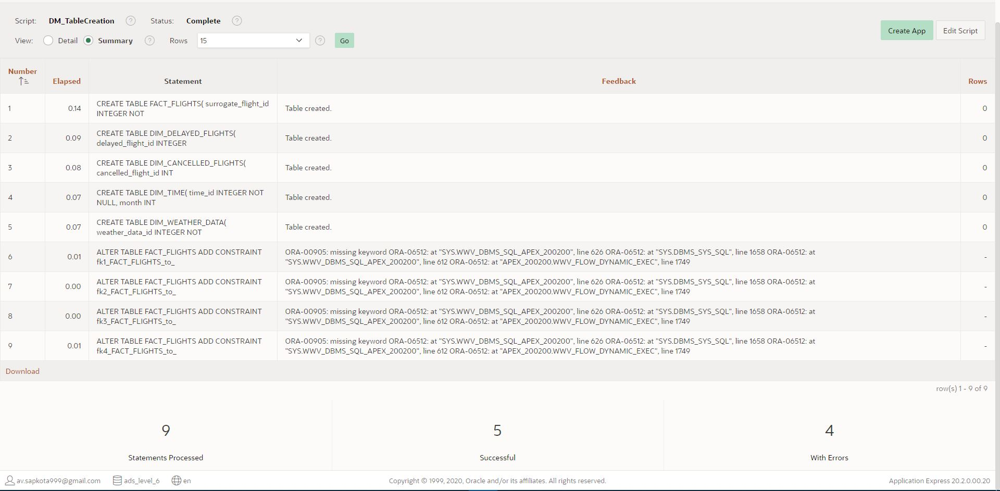 Script: DM_TableCreation ? Status: Complete ?
View: Detail Summary ? Rows 15 ? Go
Create App Edit Script
Number Elapsed Statement Feedback Rows
1 0.14 CREATE TABLE FACT_FLIGHTS( surrogate_flight_id Table created. 0
INTEGER NOT
2 0.09 CREATE TABLE DIM_DELAYED_FLIGHTS( Table created. 0
delayed_flight_id INTEGER
3 0.08 CREATE TABLE DIM_CANCELLED_FLIGHTS( Table created. 0
cancelled_flight_id INT
4 0.07 CREATE TABLE DIM_TIME( time_id INTEGER NOT Table created. 0
NULL, month INT
5 0.07 CREATE TABLE DIM_WEATHER_DATA( Table created. 0
weather_data_id INTEGER NOT
6 0.01 ALTER TABLE FACT_FLIGHTS ADD CONSTRAINT ORA-00905: missing keyword ORA-06512: at "SYS.WWV_DBMS_SQL_APEX_200200", line 626 ORA-06512: at "SYS.DBMS_SYS_SQL", line 1658 ORA-06512: at -
fk1_FACT_FLIGHTS_to_ "SYS.WWV_DBMS_SQL_APEX_200200", line 612 ORA-06512: at "APEX_200200.WWV_FLOW_DYNAMIC_EXEC", line 1749
7 0.00 ALTER TABLE FACT_FLIGHTS ADD CONSTRAINT ORA-00905: missing keyword ORA-06512: at "SYS.WWV_DBMS_SQL_APEX_200200", line 626 ORA-06512: at "SYS.DBMS_SYS_SQL", line 1658 ORA-06512: at -
fk2_FACT_FLIGHTS_to_ "SYS.WWV_DBMS_SQL_APEX_200200", line 612 ORA-06512: at "APEX_200200.WWV_FLOW_DYNAMIC_EXEC", line 1749
8 0.00 ALTER TABLE FACT_FLIGHTS ADD CONSTRAINT ORA-00905: missing keyword ORA-06512: at "SYS.WWV_DBMS_SQL_APEX_200200", line 626 ORA-06512: at "SYS.DBMS_SYS_SQL", line 1658 ORA-06512: at -
fk3_FACT_FLIGHTS_to_ "SYS.WWV_DBMS_SQL_APEX_200200", line 612 ORA-06512: at "APEX_200200.WWV_FLOW_DYNAMIC_EXEC", line 1749
9 0.01 ALTER TABLE FACT_FLIGHTS ADD CONSTRAINT ORA-00905: missing keyword ORA-06512: at "SYS.WWV_DBMS_SQL_APEX_200200", line 626 ORA-06512: at "SYS.DBMS_SYS_SQL", line 1658 ORA-06512: at -
fk4_FACT_FLIGHTS_to_ "SYS.WWV_DBMS_SQL_APEX_200200", line 612 ORA-06512: at "APEX_200200.WWV_FLOW_DYNAMIC_EXEC", line 1749
Download
row(s) 1 - 9 of 9
9 5 4
Statements Processed Successful With Errors
av.sapkota999@gmail.com ads_level_6 en Copyright © 1999, 2020, Oracle and/or its affiliates. All rights reserved. Application Express 20.2.0.00.20